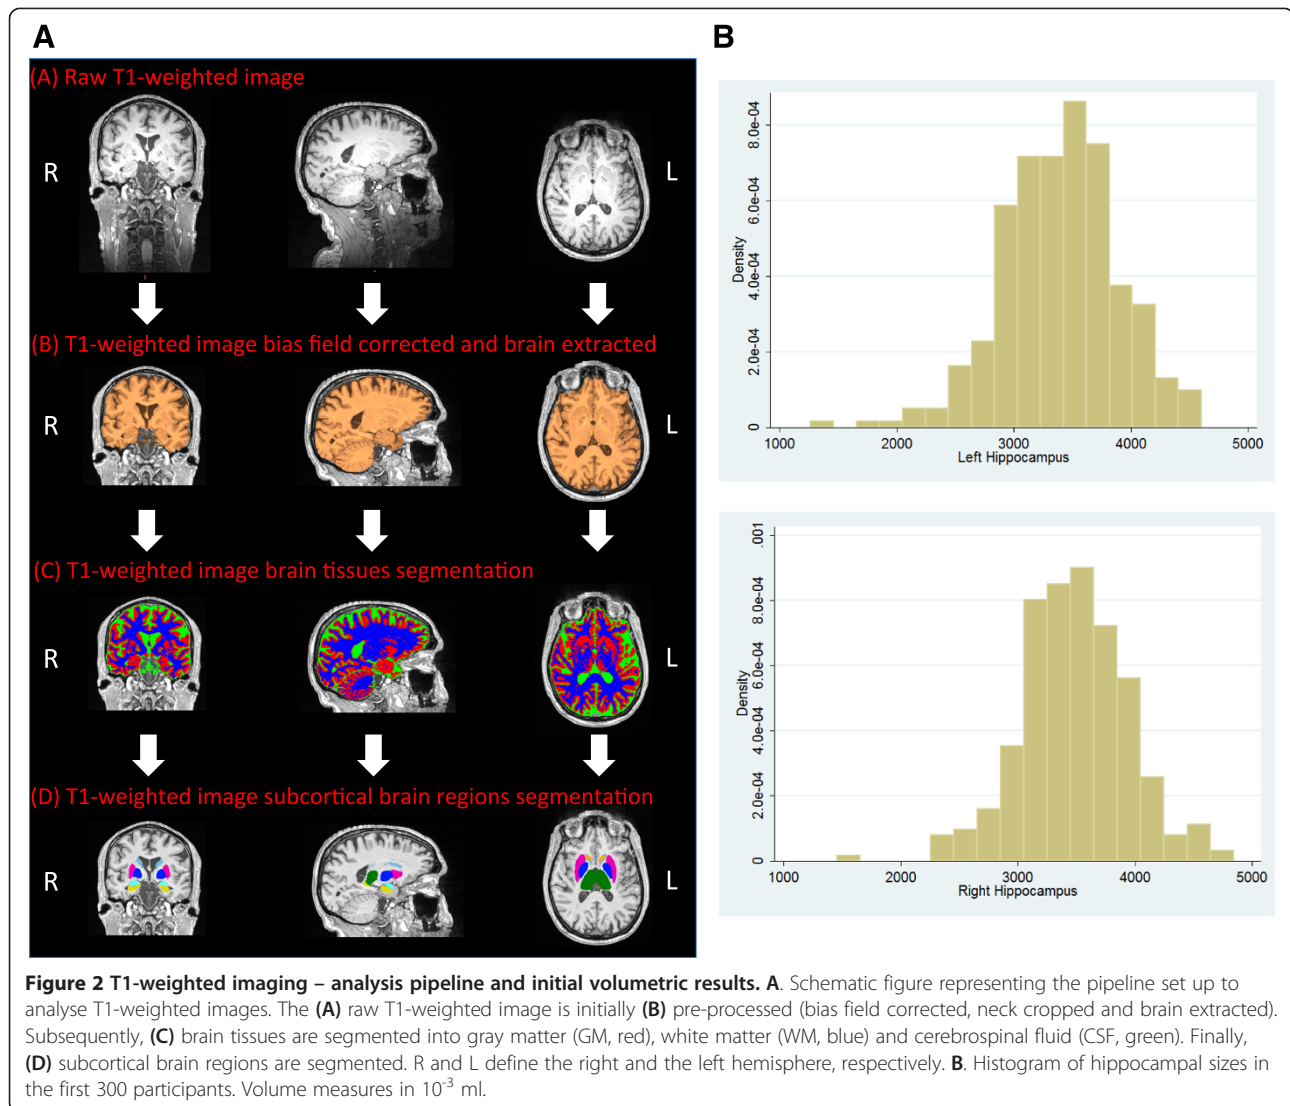 A
B
(A) Raw T1-weighted image
R
L
(B) T1-weighted image bias field corrected and brain extracted
R
L
(C) T1-weighted image brain tissues segmentation
R
L
(D) T1-weighted image subcortical brain regions segmentation
R
L
Density
0
2.0e-04
4.0e-04
6.0e-04
8.0e-04
1000
2000
3000
4000
5000
Left Hippocampus
Density
0
2.0e-04
4.0e-04
6.0e-04
8.0e-04
.001
1000
2000
3000
4000
5000
Right Hippocampus
Figure 2 T1-weighted imaging – analysis pipeline and initial volumetric results. A. Schematic figure representing the pipeline set up to
analyse T1-weighted images. The (A) raw T1-weighted image is initially (B) pre-processed (bias field corrected, neck cropped and brain extracted).
Subsequently, (C) brain tissues are segmented into gray matter (GM, red), white matter (WM, blue) and cerebrospinal fluid (CSF, green). Finally,
(D) subcortical brain regions are segmented. R and L define the right and the left hemisphere, respectively. B. Histogram of hippocampal sizes in
the first 300 participants. Volume measures in 10⁻³ ml.